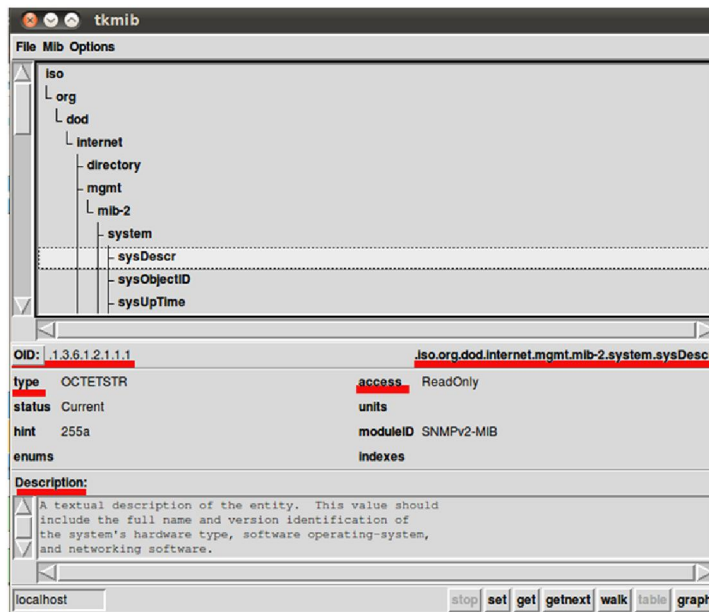 tkmib
File Mib Options
iso
org
dod
internet
directory
mgmt
mib-2
system
sysDescr
sysObjectID
sysUpTime
OID: .1.3.6.1.2.1.1.1 .iso.org.dod.internet.mgmt.mib-2.system.sysDesc
type OCTETSTR access ReadOnly
status Current units
hint 255a moduleID SNMPv2-MIB
enums indexes
Description:
A textual description of the entity. This value should
include the full name and version identification of
the system's hardware type, software operating-system,
and networking software.
localhost stop set get getnext walk table graph